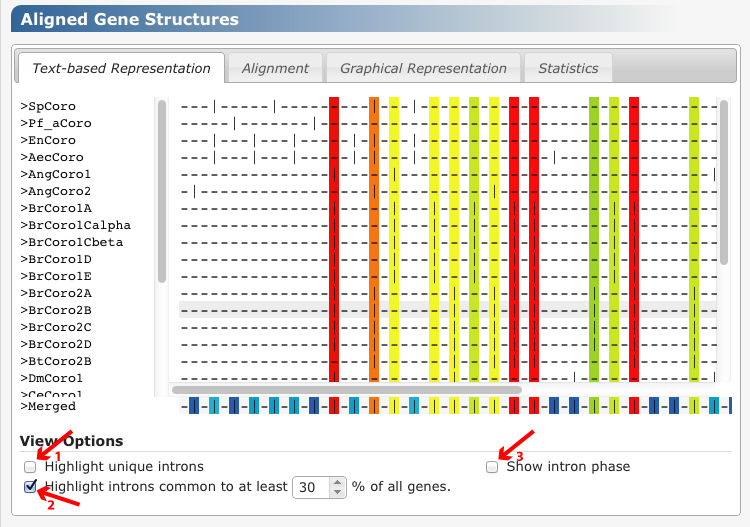 Aligned Gene Structures
Text-based Representation Alignment Graphical Representation Statistics
>SpCoro
>Pf_aCoro
>EnCoro
>AecCoro
>AngCoro1
>AngCoro2
>BrCoro1A
>BrCoro1Calpha
>BrCoro1Cbeta
>BrCoro1D
>BrCoro1E
>BrCoro2A
>BrCoro2B
>BrCoro2C
>BrCoro2D
>BtCoro2B
>DmCoro1
>CeCoro
>Merged
View Options
1 3
Highlight unique introns Show intron phase
Highlight introns common to at least 30 % of all genes.
2